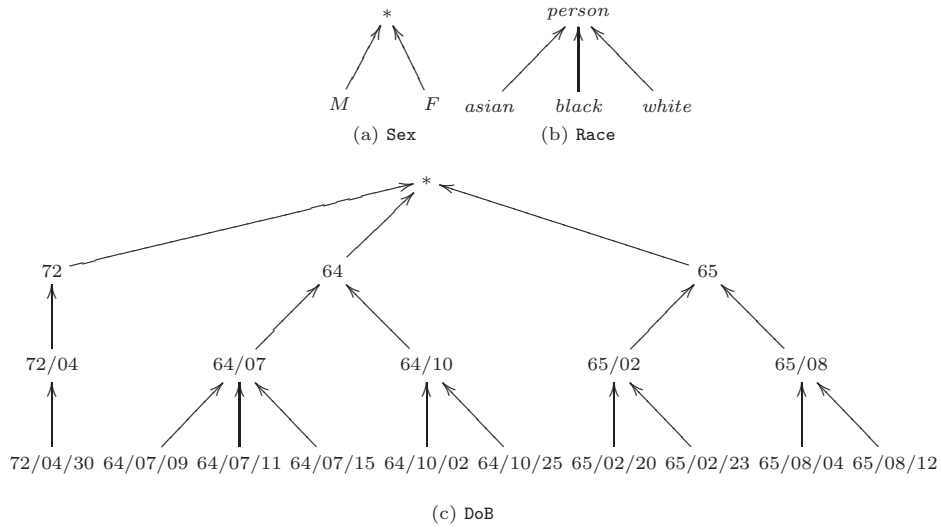 * person
M F asian black white
(a) Sex (b) Race
*
72 64 65
72/04 64/07 64/10 65/02 65/08
72/04/30 64/07/09 64/07/11 64/07/15 64/10/02 64/10/25 65/02/20 65/02/23 65/08/04 65/08/12
(c) DoB